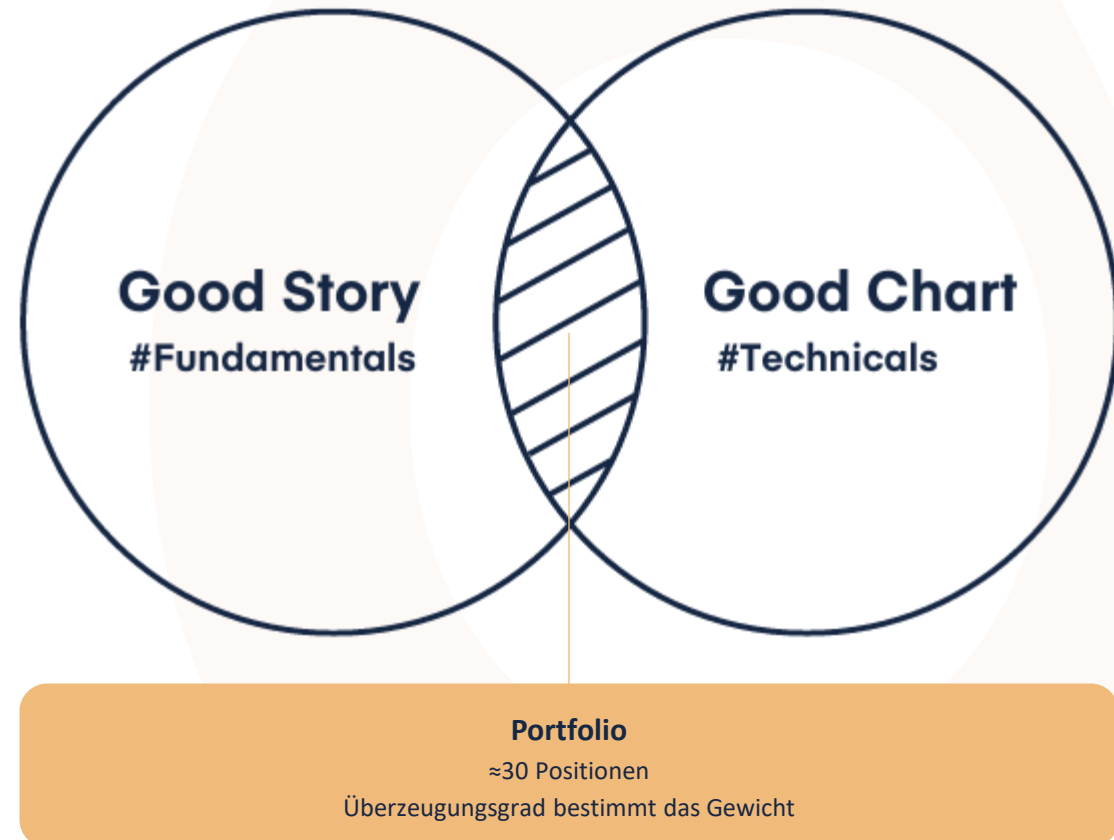 Good Story
#Fundamentals
Good Chart
#Technicals
Portfolio
≈30 Positionen
Überzeugungsgrad bestimmt das Gewicht